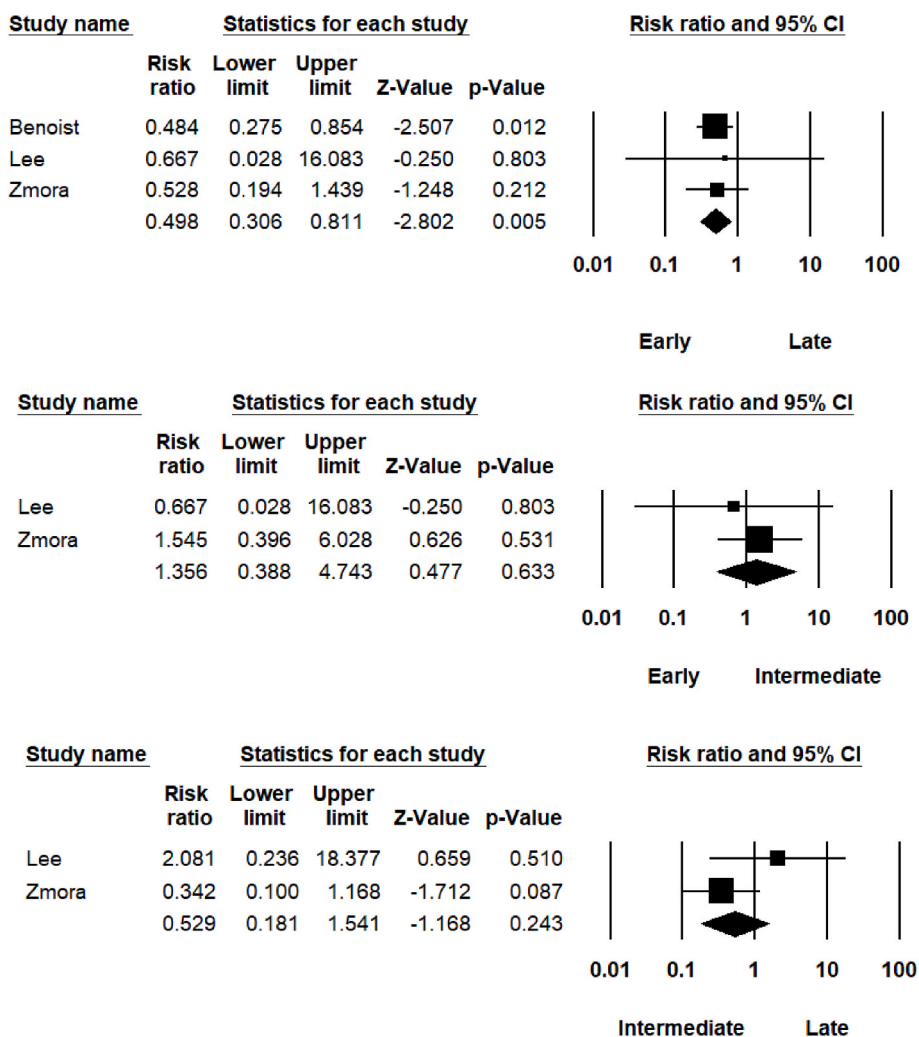 Study name Statistics for each study Risk ratio and 95% CI
Risk Lower Upper
ratio limit limit Z-Value p-Value
Benoist 0.484 0.275 0.854 -2.507 0.012
Lee 0.667 0.028 16.083 -0.250 0.803
Zmora 0.528 0.194 1.439 -1.248 0.212
0.498 0.306 0.811 -2.802 0.005
0.01 0.1 1 10 100
Early Late
Study name Statistics for each study Risk ratio and 95% CI
Risk Lower Upper
ratio limit limit Z-Value p-Value
Lee 0.667 0.028 16.083 -0.250 0.803
Zmora 1.545 0.396 6.028 0.626 0.531
1.356 0.388 4.743 0.477 0.633
0.01 0.1 1 10 100
Early Intermediate
Study name Statistics for each study Risk ratio and 95% CI
Risk Lower Upper
ratio limit limit Z-Value p-Value
Lee 2.081 0.236 18.377 0.659 0.510
Zmora 0.342 0.100 1.168 -1.712 0.087
0.529 0.181 1.541 -1.168 0.243
0.01 0.1 1 10 100
Intermediate Late